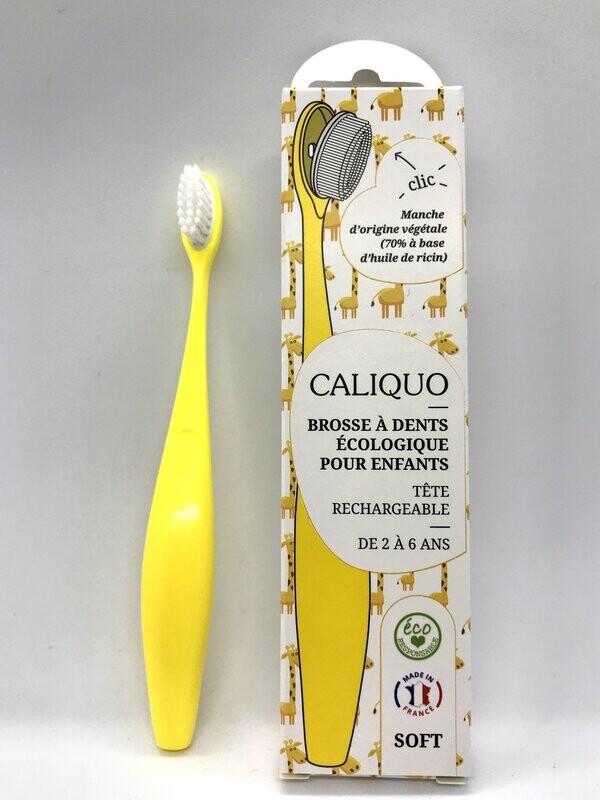 clic
Manche
d'origine végétale
(70% à base
d'huile de ricin)
CALIQUO
BROSSE À DENTS
ÉCOLOGIQUE
POUR ENFANTS
TÊTE
RECHARGEABLE
DE 2 À 6 ANS
éco
RESPONSABLE
MADE IN
FRANCE
SOFT